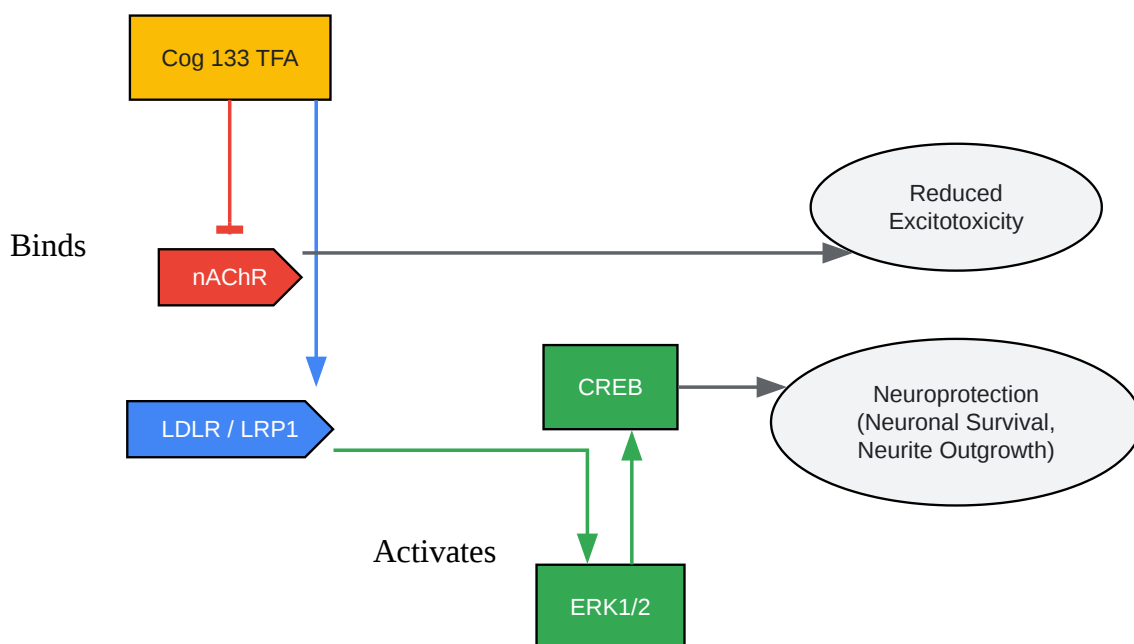 Cog 133 TFA
Reduced
Excitotoxicity
Binds
nAChR
CREB
Neuroprotection
(Neuronal Survival,
Neurite Outgrowth)
LDLR / LRP1
Activates
ERK1/2